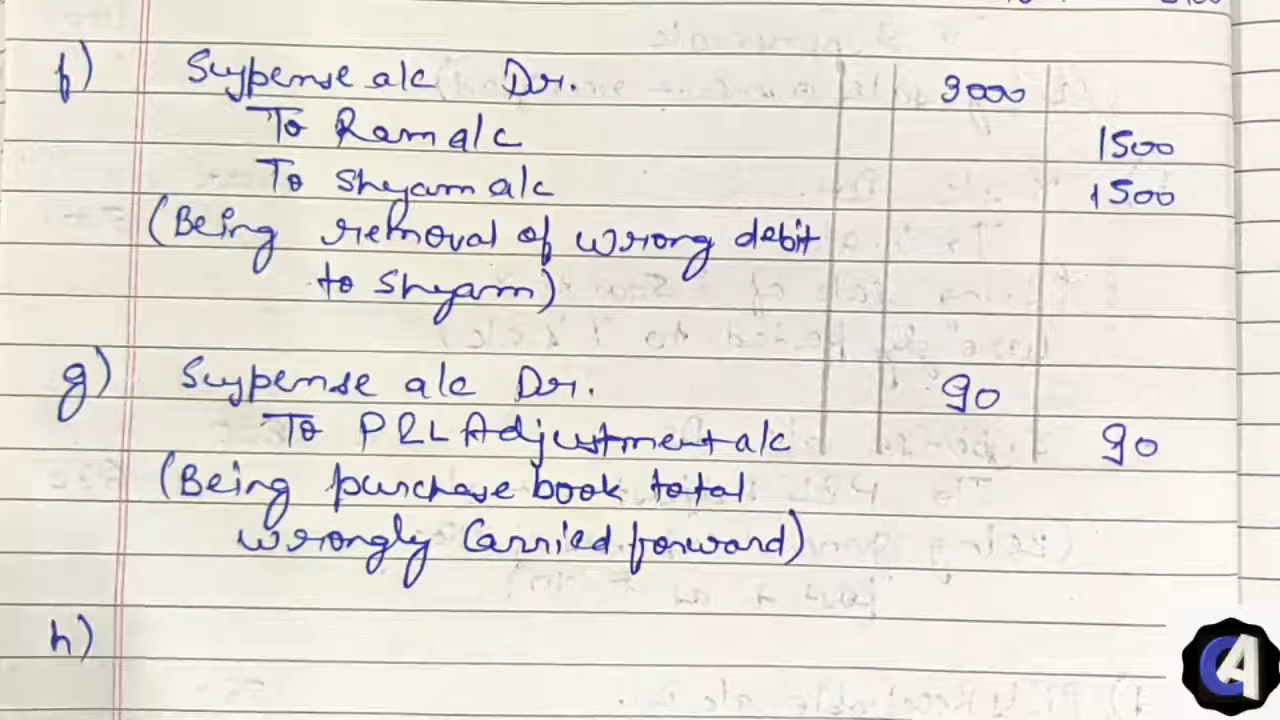 f) Suspense a/c Dr. 3000
To Ram a/c 1500
To Shyam a/c 1500
(Being removal of wrong debit
to Shyam)
g) Suspense a/c Dr. 90
To P&L Adjustment a/c 90
(Being purchase book total
wrongly Carried forward)
h)
CA